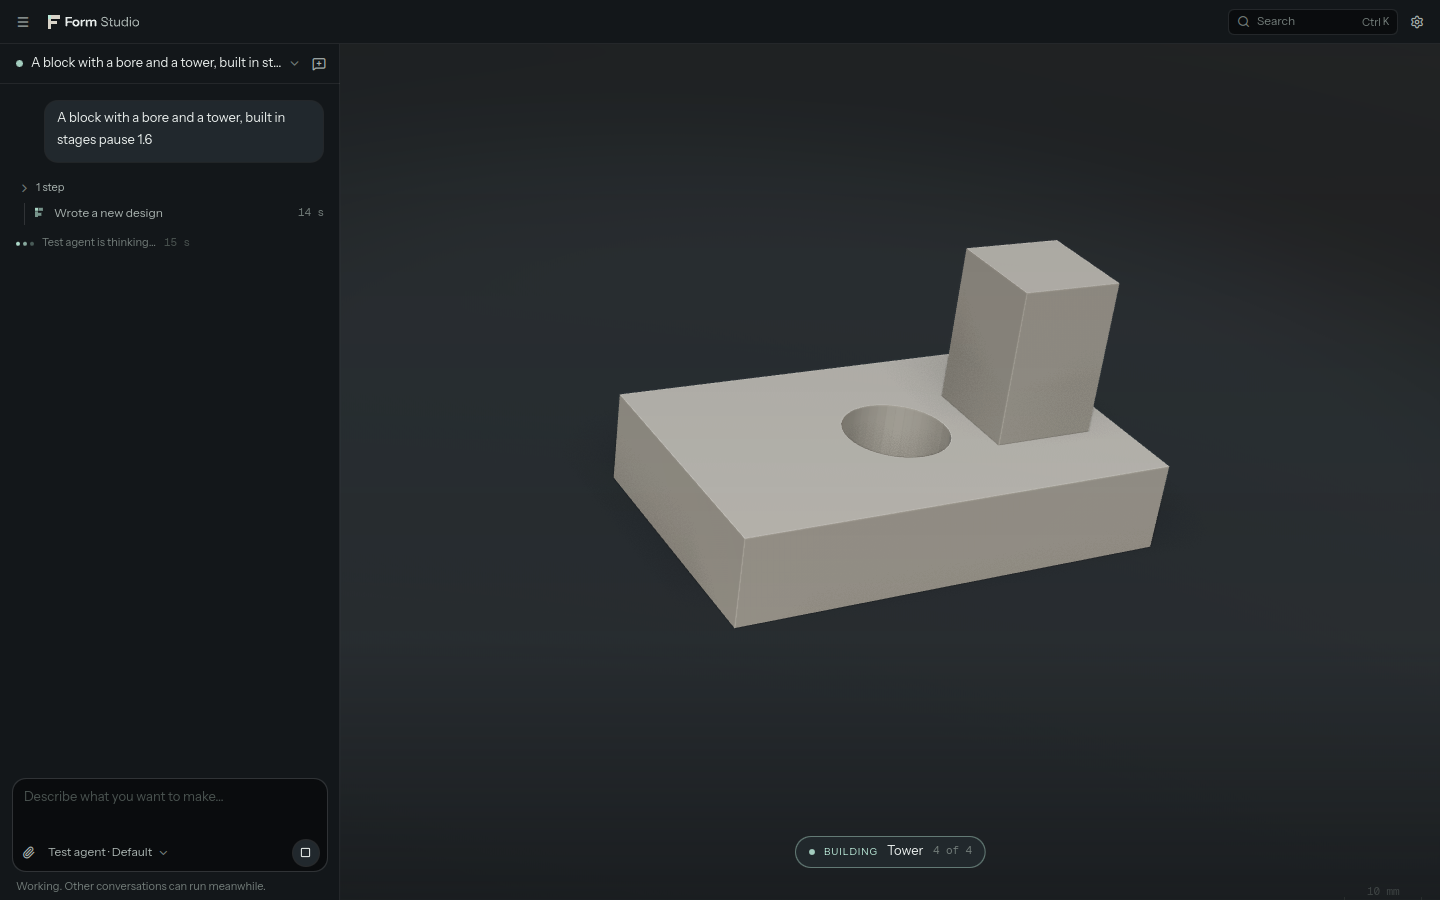 Form Studio
Search
Ctrl K
A block with a bore and a tower, built in st...
A block with a bore and a tower, built in
stages pause 1.6
1 step
Wrote a new design
14 s
Test agent is thinking...
15 s
Describe what you want to make...
Test agent · Default
Working. Other conversations can run meanwhile.
BUILDING Tower 4 of 4
10 mm